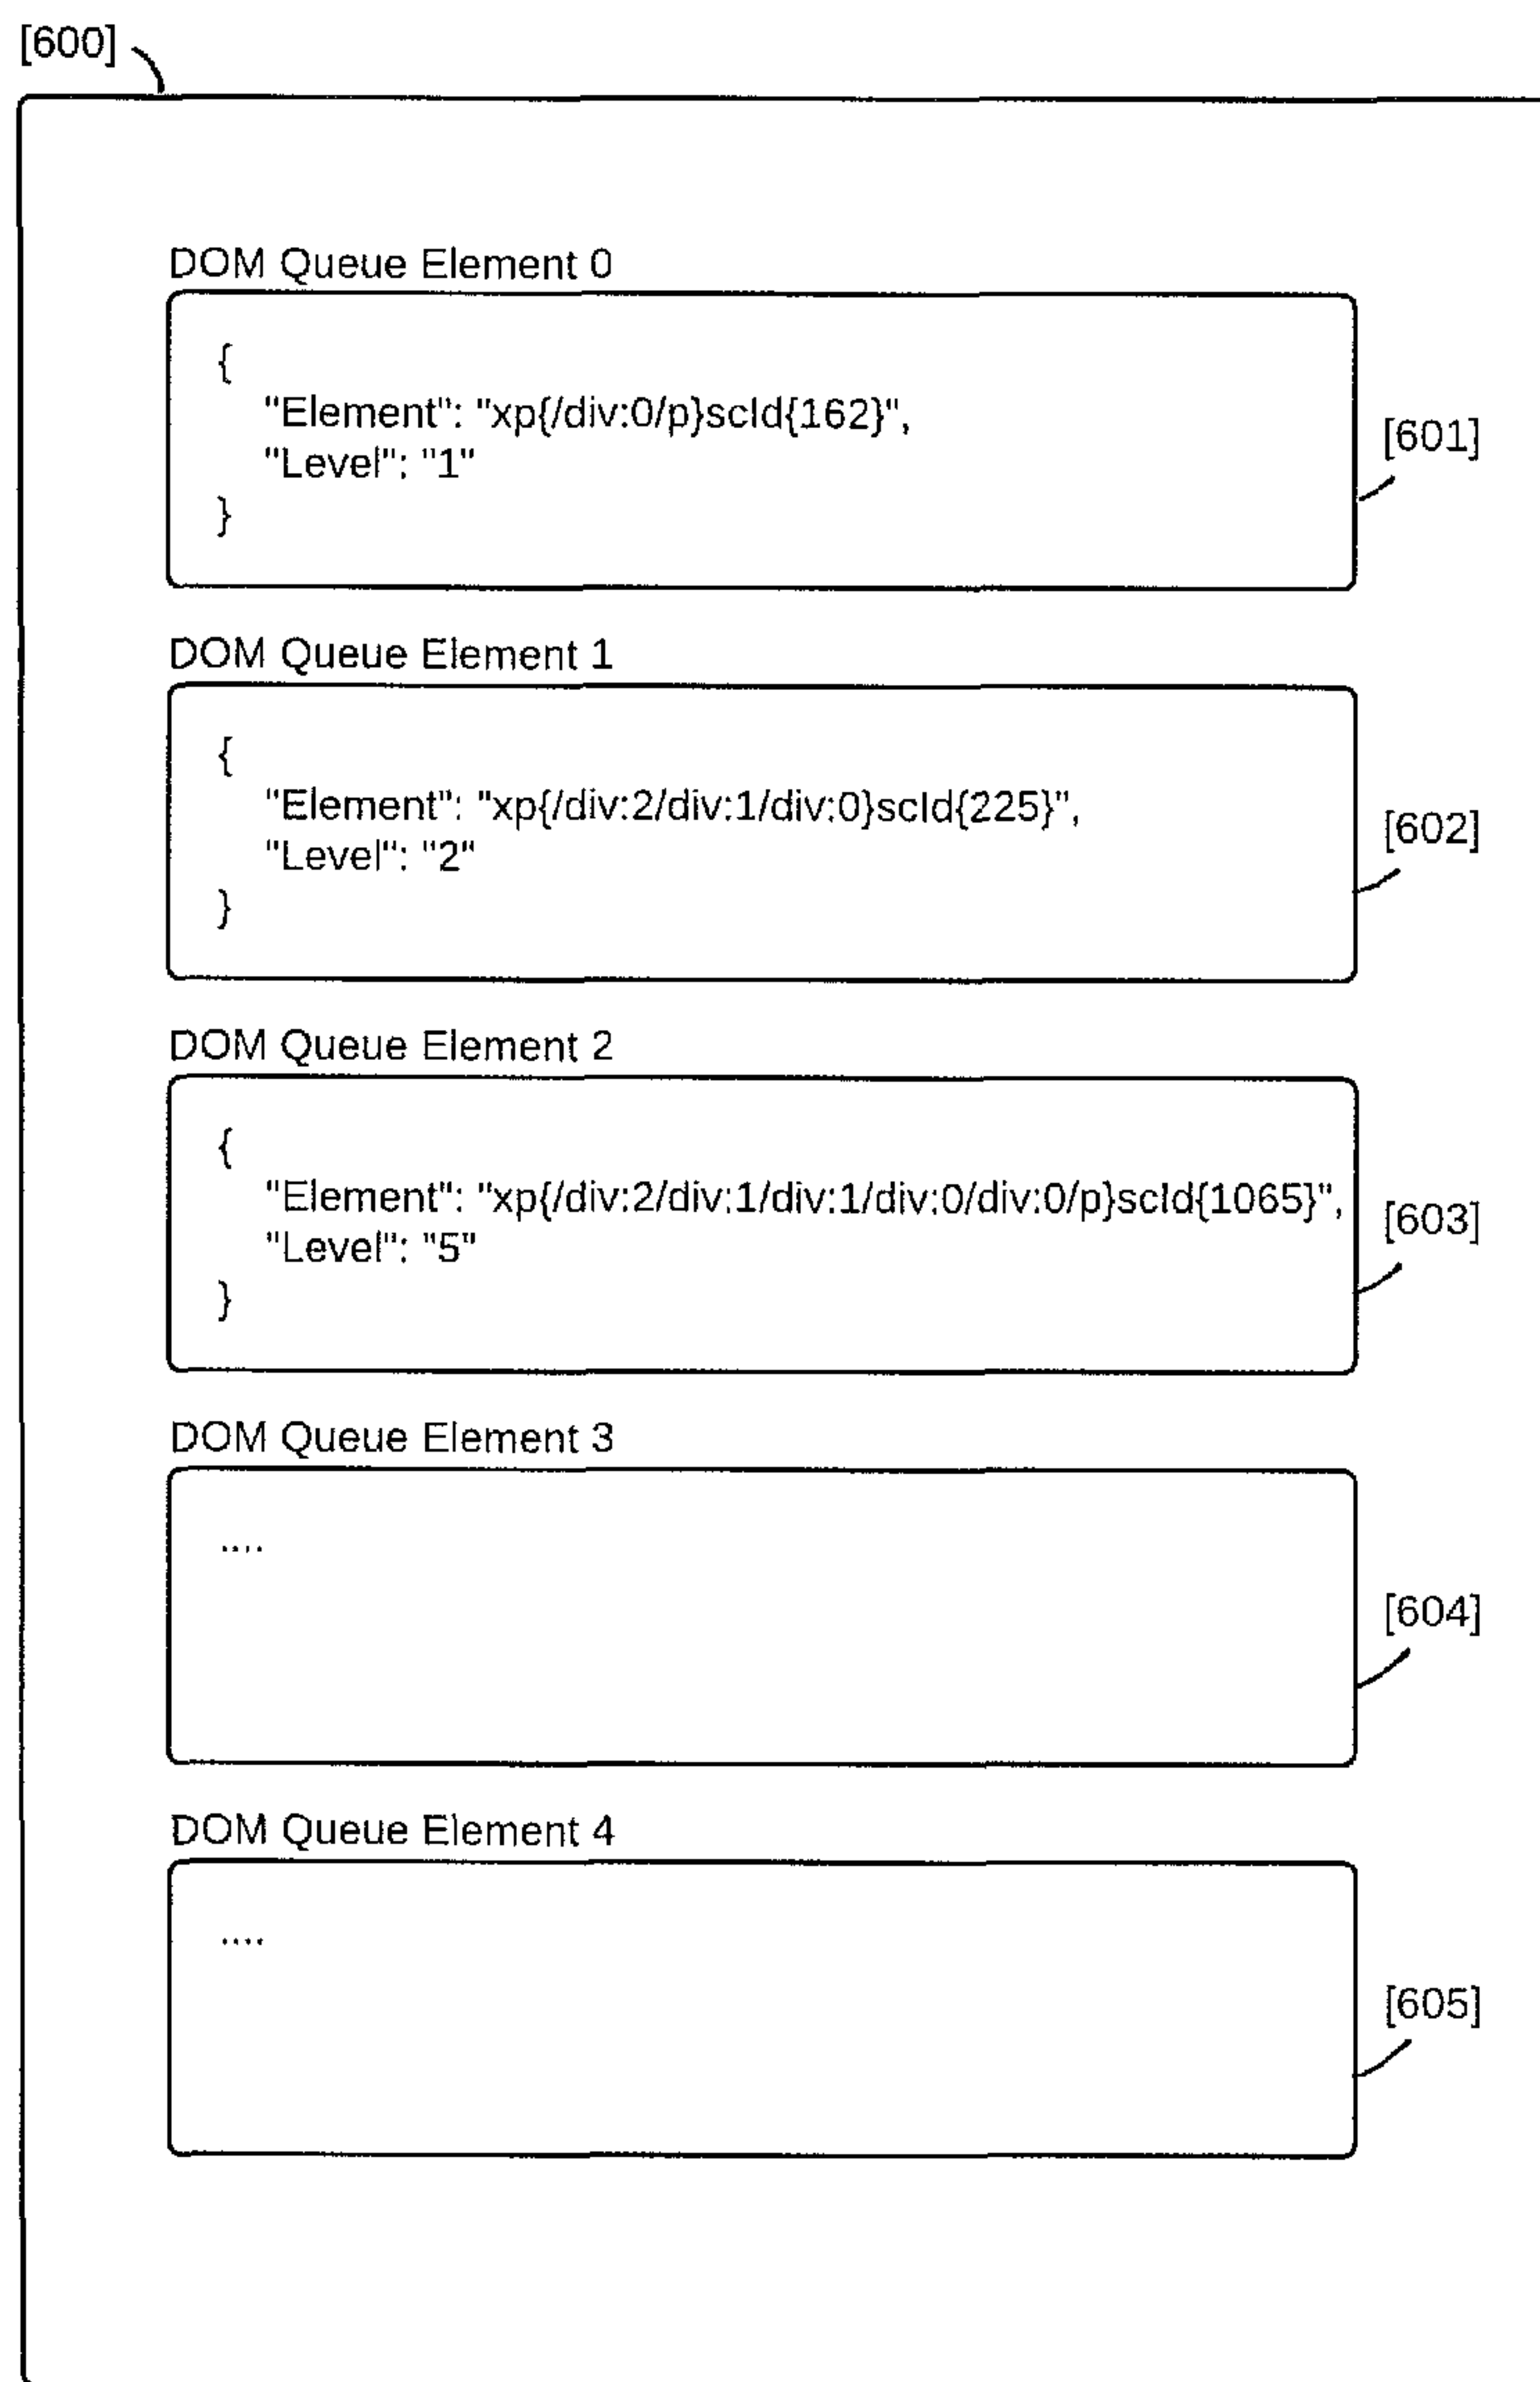 [600]
DOM Queue Element 0
{
"Element": "xp{/div:0/p}scId{162}",
"Level": "1"
}
[601]
DOM Queue Element 1
{
"Element": "xp{/div:2/div:1/div:0}scId{225}",
"Level": "2"
}
[602]
DOM Queue Element 2
{
"Element": "xp{/div:2/div:1/div:1/div:0/div:0/p}scId{1065}",
"Level": "5"
}
[603]
DOM Queue Element 3
....
[604]
DOM Queue Element 4
....
[605]